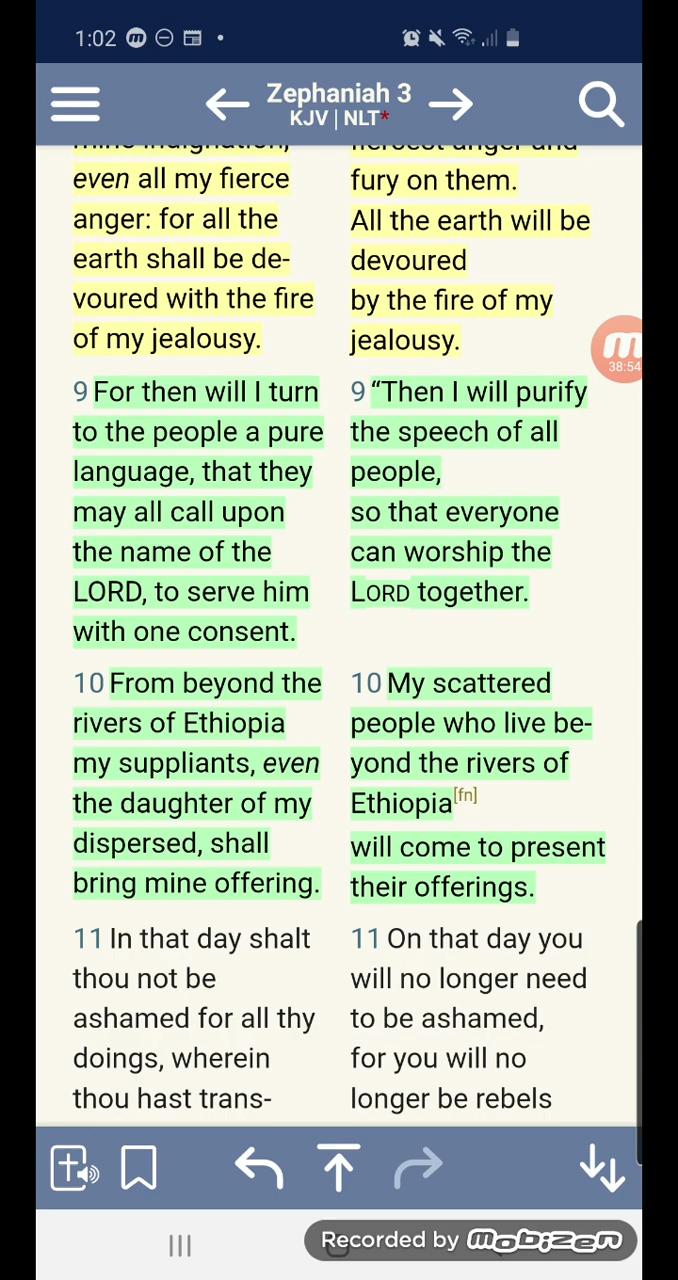 1:02
Zephaniah 3
KJV | NLT*
mine indignation,
even all my fierce
anger: for all the
earth shall be de-
voured with the fire
of my jealousy.
9 For then will I turn
to the people a pure
language, that they
may all call upon
the name of the
LORD, to serve him
with one consent.
10 From beyond the
rivers of Ethiopia
my suppliants, even
the daughter of my
dispersed, shall
bring mine offering.
11 In that day shalt
thou not be
ashamed for all thy
doings, wherein
thou hast trans-
fiercest anger and
fury on them.
All the earth will be
devoured
by the fire of my
jealousy.
9 “Then I will purify
the speech of all
people,
so that everyone
can worship the
LORD together.
10 My scattered
people who live be-
yond the rivers of
Ethiopia[fn]
will come to present
their offerings.
11 On that day you
will no longer need
to be ashamed,
for you will no
longer be rebels
m
38:54
Recorded by mobizen